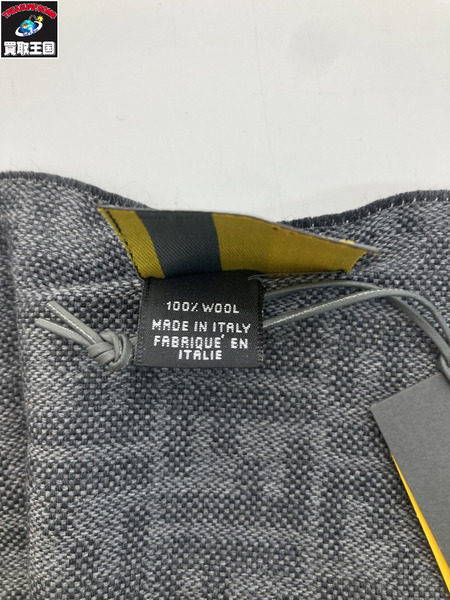 買取王国
100% WOOL
MADE IN ITALY
FABRIQUE' EN
ITALIE